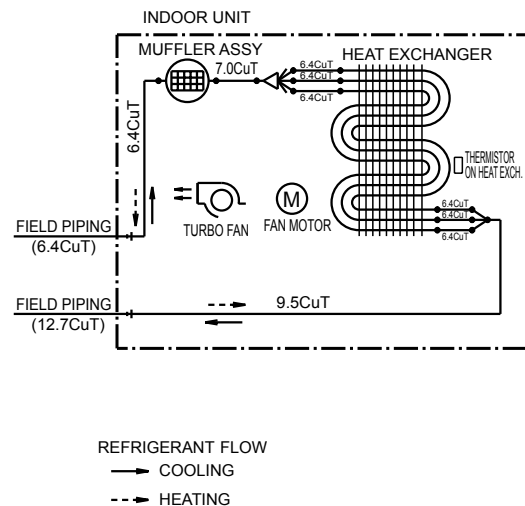 INDOOR UNIT
MUFFLER ASSY
HEAT EXCHANGER
7.0CuT
6.4CuT
6.4CuT
6.4CuT
6.4CuT
THERMISTOR
ON HEAT EXCH.
M
TURBO FAN
FAN MOTOR
6.4CuT
6.4CuT
6.4CuT
FIELD PIPING
(6.4CuT)
FIELD PIPING
(12.7CuT)
9.5CuT
REFRIGERANT FLOW
COOLING
HEATING